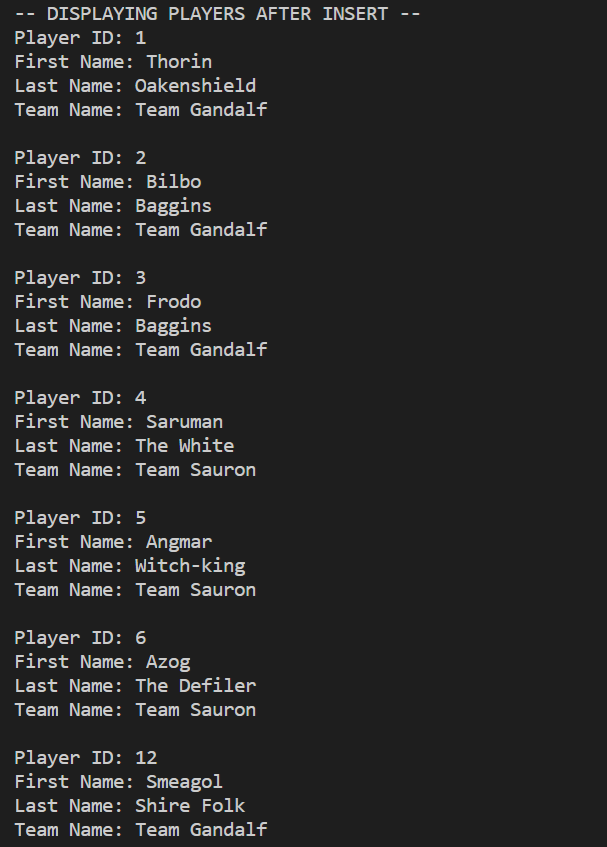 -- DISPLAYING PLAYERS AFTER INSERT --
Player ID: 1
First Name: Thorin
Last Name: Oakenshield
Team Name: Team Gandalf
Player ID: 2
First Name: Bilbo
Last Name: Baggins
Team Name: Team Gandalf
Player ID: 3
First Name: Frodo
Last Name: Baggins
Team Name: Team Gandalf
Player ID: 4
First Name: Saruman
Last Name: The White
Team Name: Team Sauron
Player ID: 5
First Name: Angmar
Last Name: Witch-king
Team Name: Team Sauron
Player ID: 6
First Name: Azog
Last Name: The Defiler
Team Name: Team Sauron
Player ID: 12
First Name: Smeagol
Last Name: Shire Folk
Team Name: Team Gandalf